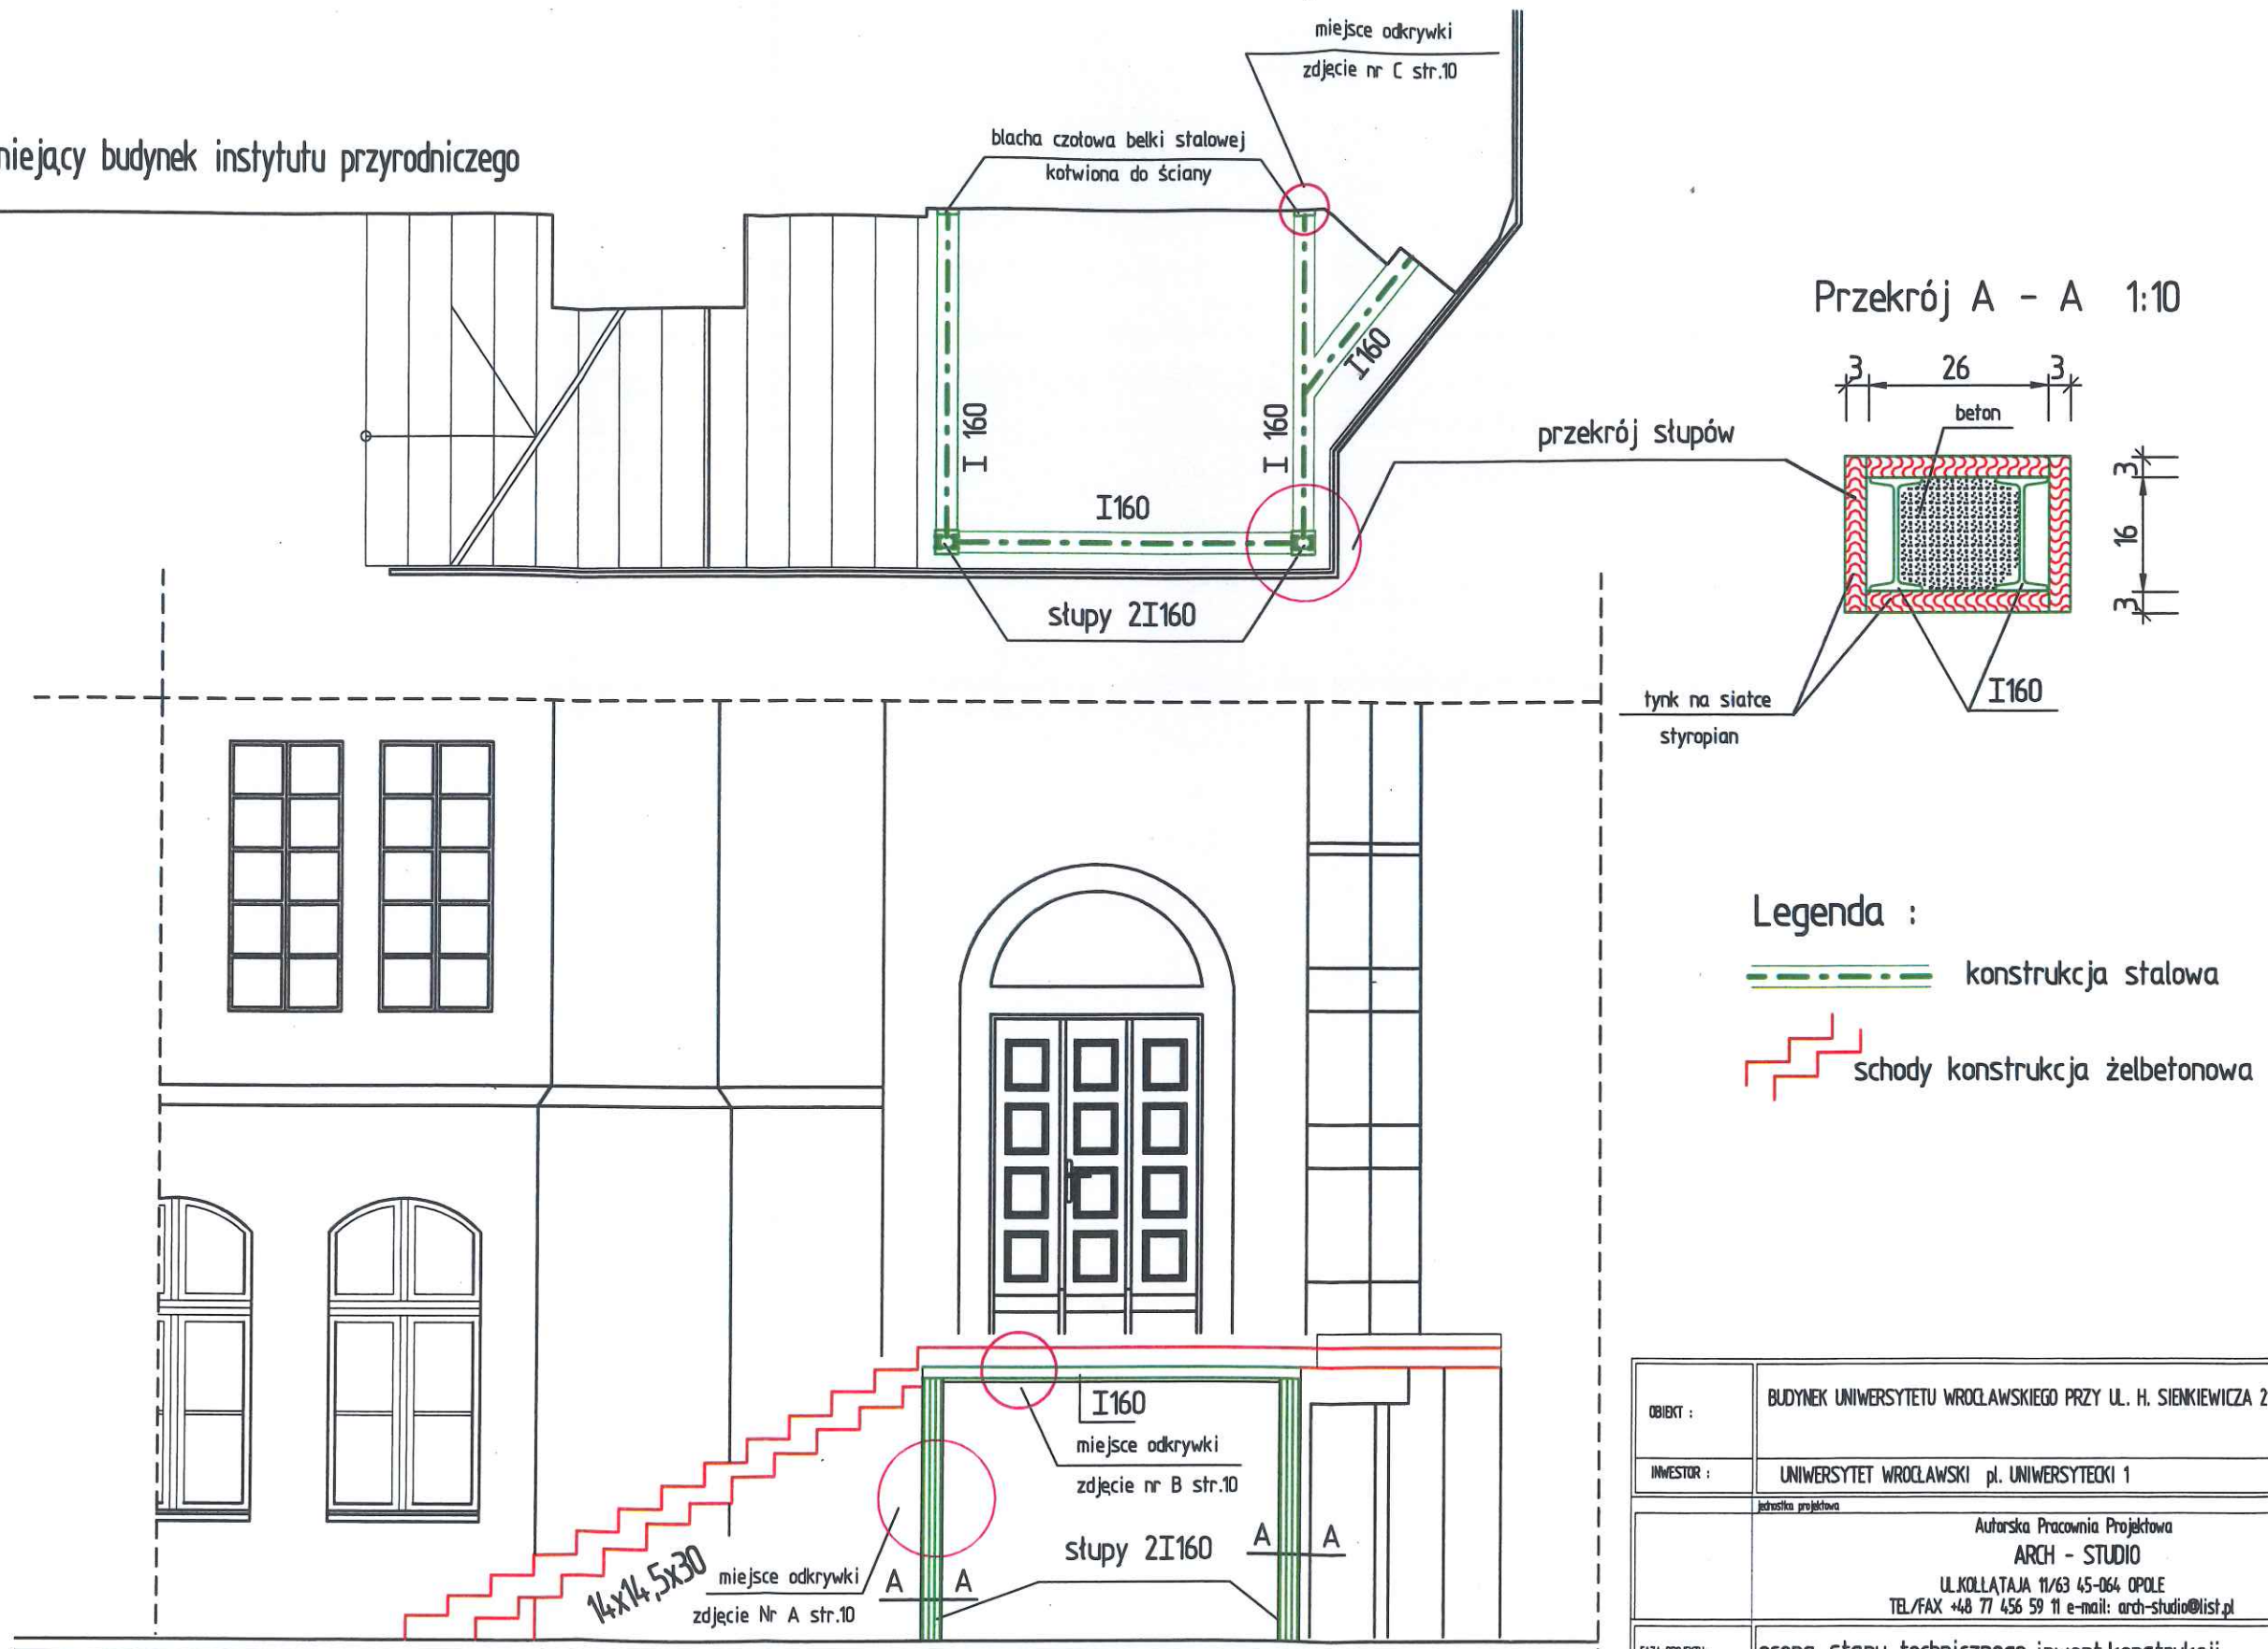 miejsce odkrywki
zdjęcie nr C str.10
blacha czołowa belki stalowej
kotwiona do ściany
niejący budynek instytutu przyrodniczego
I160
I 160
I 160
I160
słupy 2I160
przekrój słupów
Przekrój A - A 1:10
3 26 3
beton
3
16
3
I160
tynk na siatce
styropian
Legenda :
konstrukcja stalowa
schody konstrukcja żelbetonowa
I160
miejsce odkrywki
zdjęcie nr B str.10
słupy 2I160
A A
14x14,5x30
miejsce odkrywki
zdjęcie Nr A str.10
A A
OBIEKT :
BUDYNEK UNIWERSYTETU WROCŁAWSKIEGO PRZY UL. H. SIENKIEWICZA 2
INWESTOR :
UNIWERSYTET WROCŁAWSKI pl. UNIWERSYTECKI 1
jednostka projektowa
Autorska Pracownia Projektowa
ARCH - STUDIO
UL.KOŁŁĄTAJA 11/63 45-064 OPOLE
TEL/FAX +48 77 456 59 11 e-mail: arch-studio@list.pl
ocena stanu technicznego